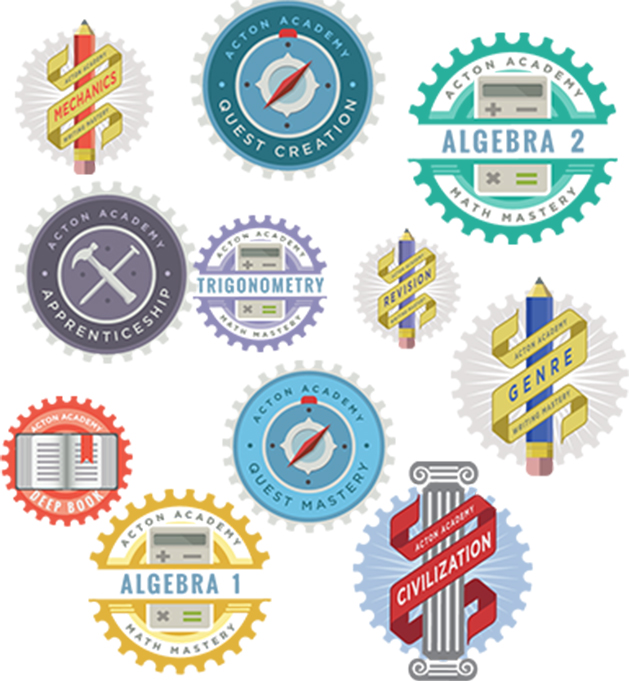 ACTON ACADEMY
MECHANICS
WRITING MASTERY
ACTON ACADEMY
QUEST CREATION
ACTON ACADEMY
ALGEBRA 2
MATH MASTERY
ACTON ACADEMY
APPRENTICESHIP
ACTON ACADEMY
TRIGONOMETRY
MATH MASTERY
ACTON ACADEMY
REVISION
WRITING MASTERY
ACTON ACADEMY
GENRE
WRITING MASTERY
ACTON ACADEMY
DEEP BOOK
ACTON ACADEMY
QUEST MASTERY
ACTON ACADEMY
ALGEBRA 1
MATH MASTERY
ACTON ACADEMY
CIVILIZATION